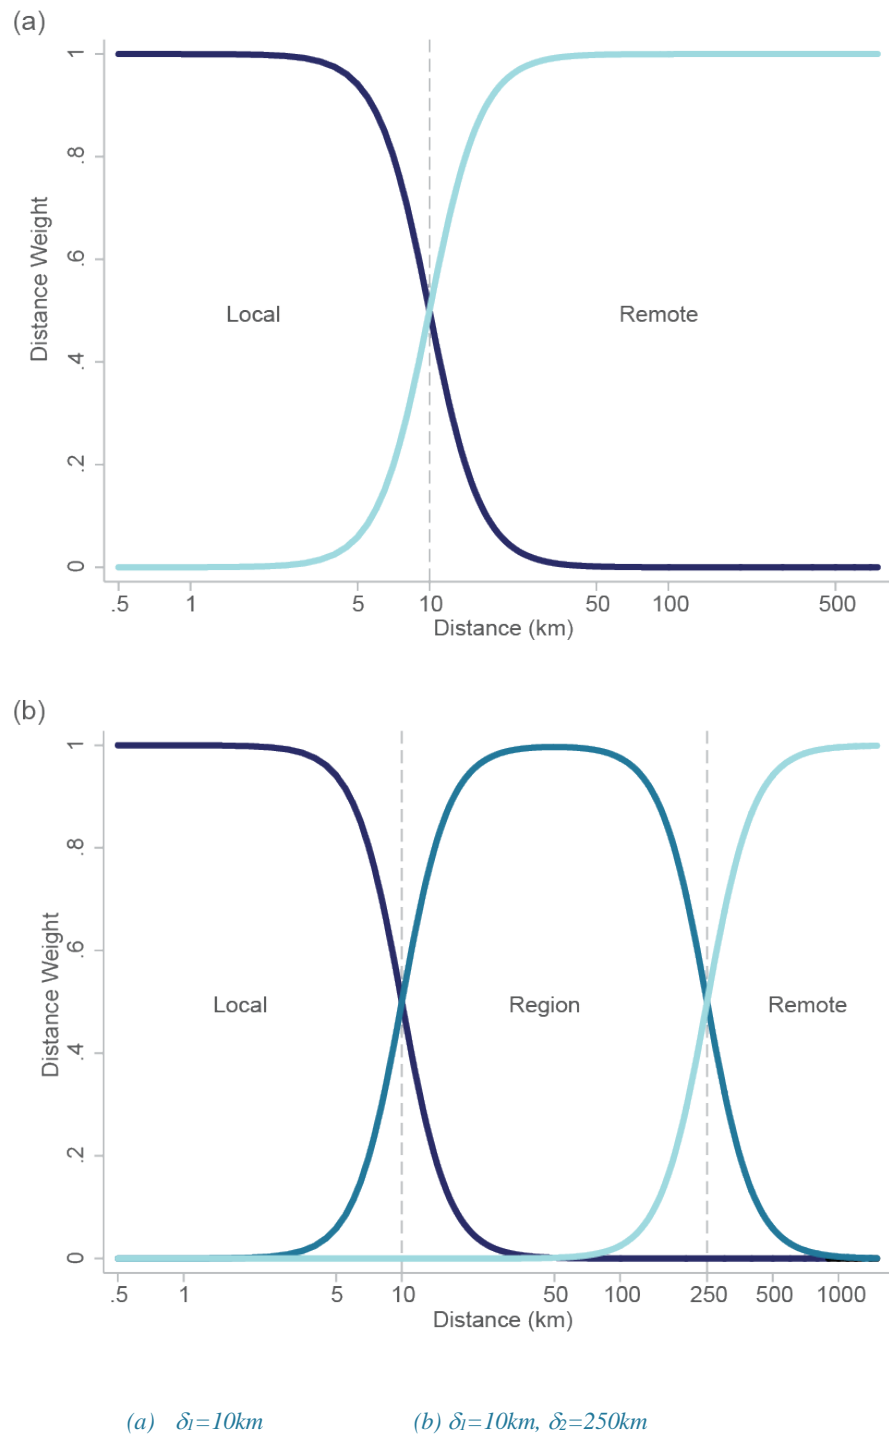 (a)
1
.8
.6
.4
.2
0
Distance Weight
Local
Remote
.5 1 5 10 50 100 500
Distance (km)
(b)
1
.8
.6
.4
.2
0
Distance Weight
Local
Region
Remote
.5 1 5 10 50 100 250 500 1000
Distance (km)
(a) δ1=10km (b) δ1=10km, δ2=250km